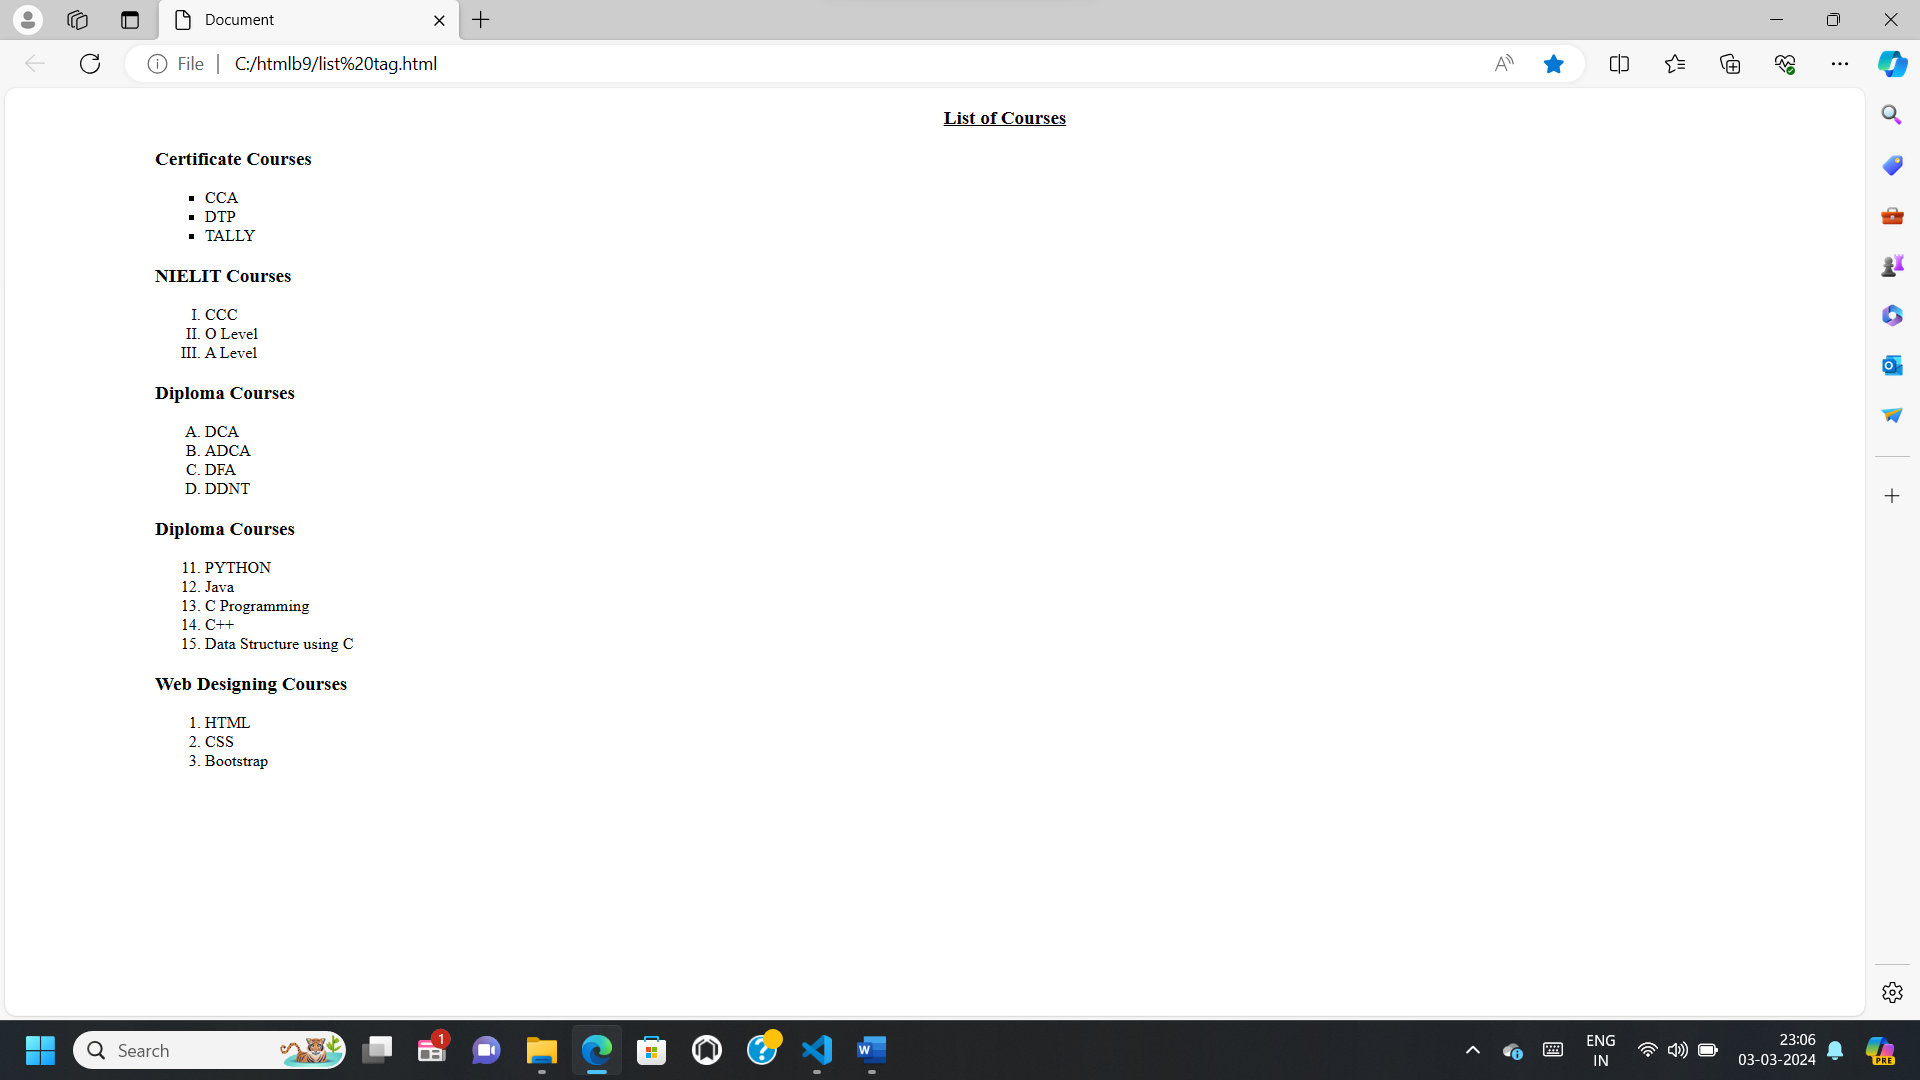 Document
File
C:/htmlb9/list%20tag.html
List of Courses
Certificate Courses
▪ CCA
▪ DTP
▪ TALLY
NIELIT Courses
I. CCC
II. O Level
III. A Level
Diploma Courses
A. DCA
B. ADCA
C. DFA
D. DDNT
Diploma Courses
11. PYTHON
12. Java
13. C Programming
14. C++
15. Data Structure using C
Web Designing Courses
1. HTML
2. CSS
3. Bootstrap
Search
1
ENG
IN
23:06
03-03-2024
PRE